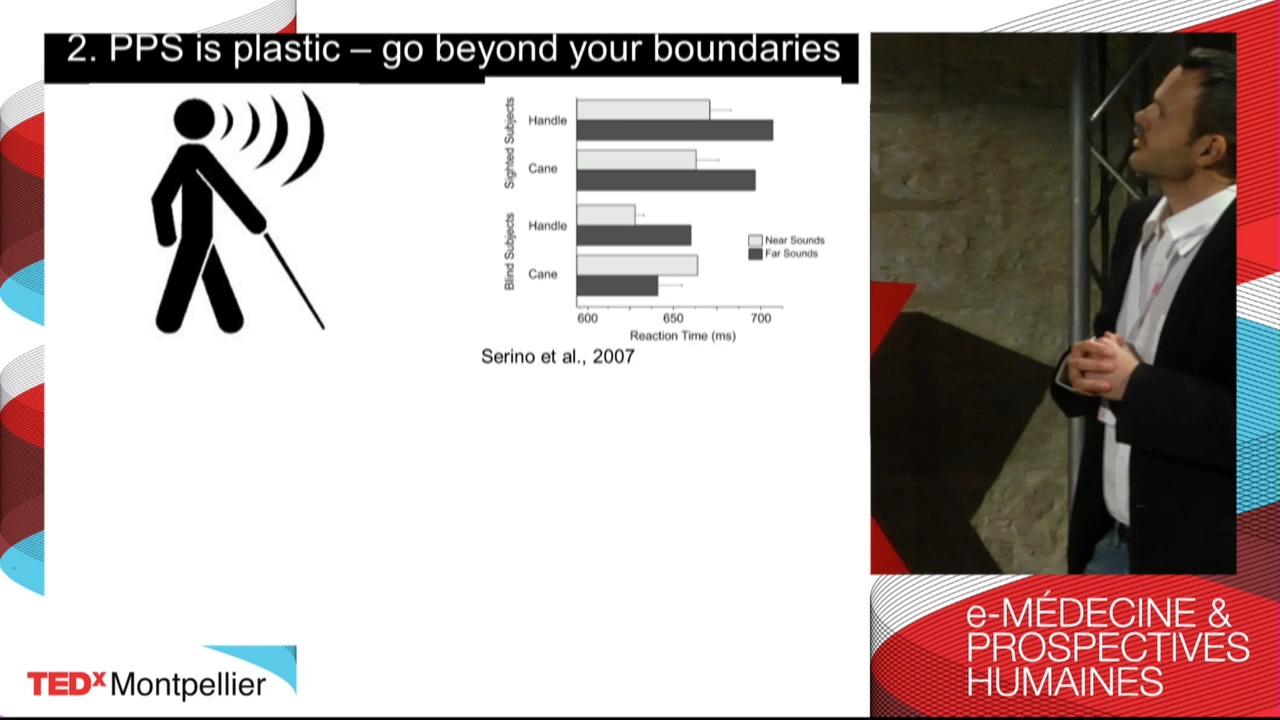 2. PPS is plastic – go beyond your boundaries
Sighted Subjects
Handle
Cane
Blind Subjects
Handle
Cane
Near Sounds
Far Sounds
600 650 700
Reaction Time (ms)
Serino et al., 2007
TEDx Montpellier
e-MÉDECINE &
PROSPECTIVES
HUMAINES